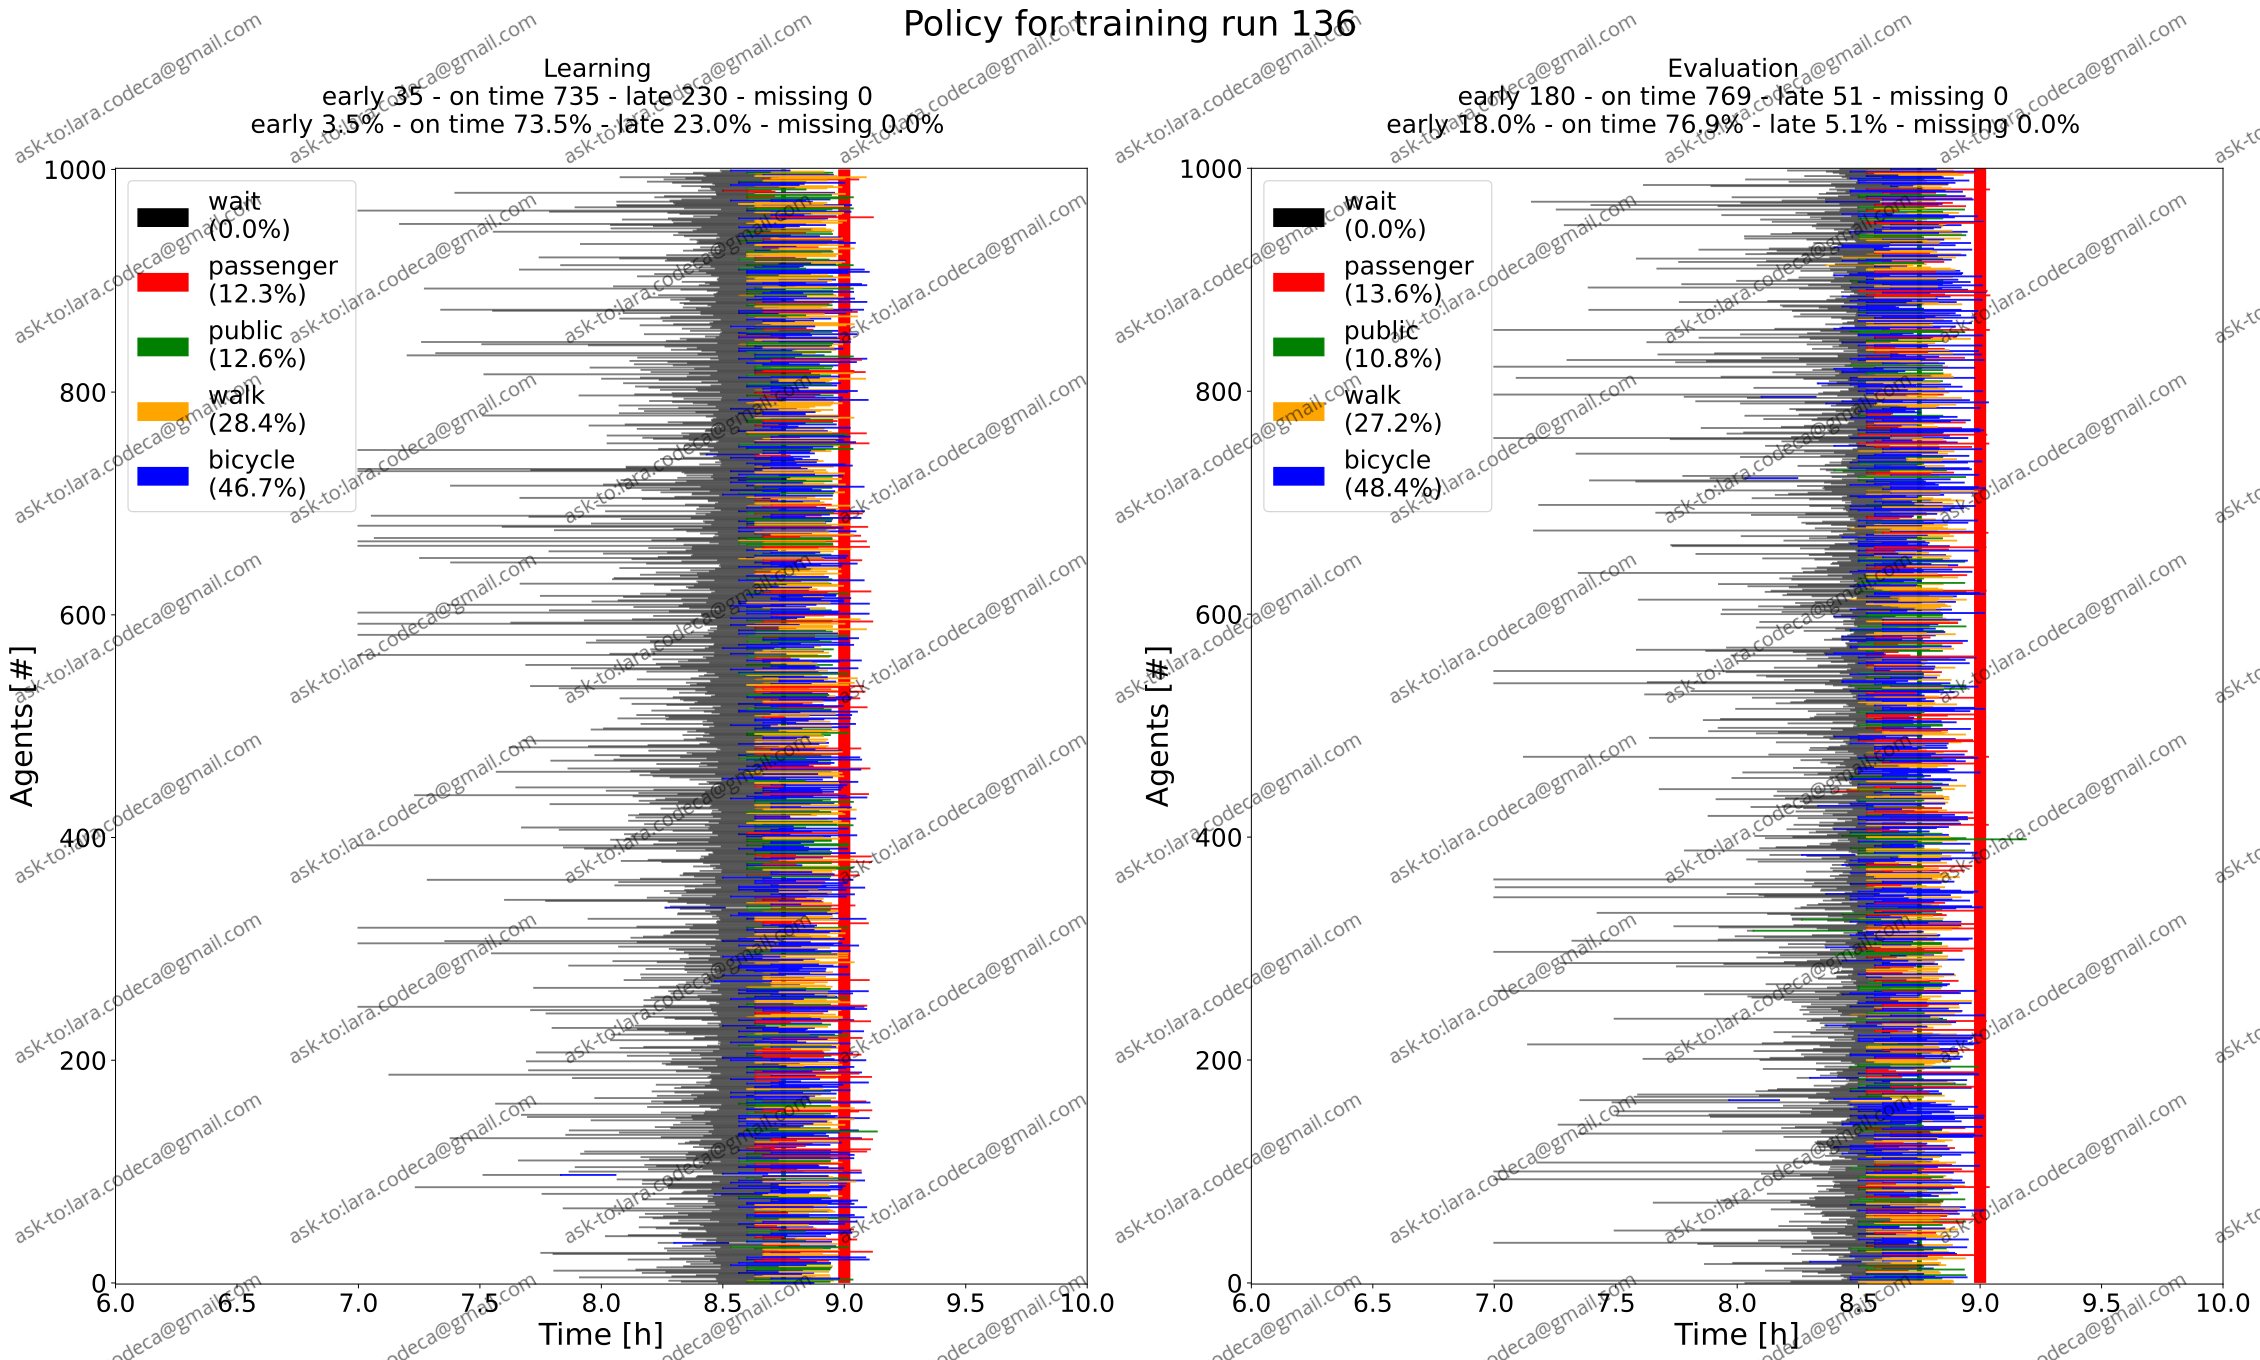 Policy for training run 136
Learning
early 35 - on time 735 - late 230 - missing 0
early 3.5% - on time 73.5% - late 23.0% - missing 0.0%
Evaluation
early 180 - on time 769 - late 51 - missing 0
early 18.0% - on time 76.9% - late 5.1% - missing 0.0%
wait
(0.0%)
passenger
(12.3%)
public
(12.6%)
walk
(28.4%)
bicycle
(46.7%)
Agents [#]
1000
800
600
400
200
0
6.0 6.5 7.0 7.5 8.0 8.5 9.0 9.5 10.0
Time [h]
wait
(0.0%)
passenger
(13.6%)
public
(10.8%)
walk
(27.2%)
bicycle
(48.4%)
Agents [#]
1000
800
600
400
200
0
6.0 6.5 7.0 7.5 8.0 8.5 9.0 9.5 10.0
Time [h]
ask-to:lara.codeca@gmail.com